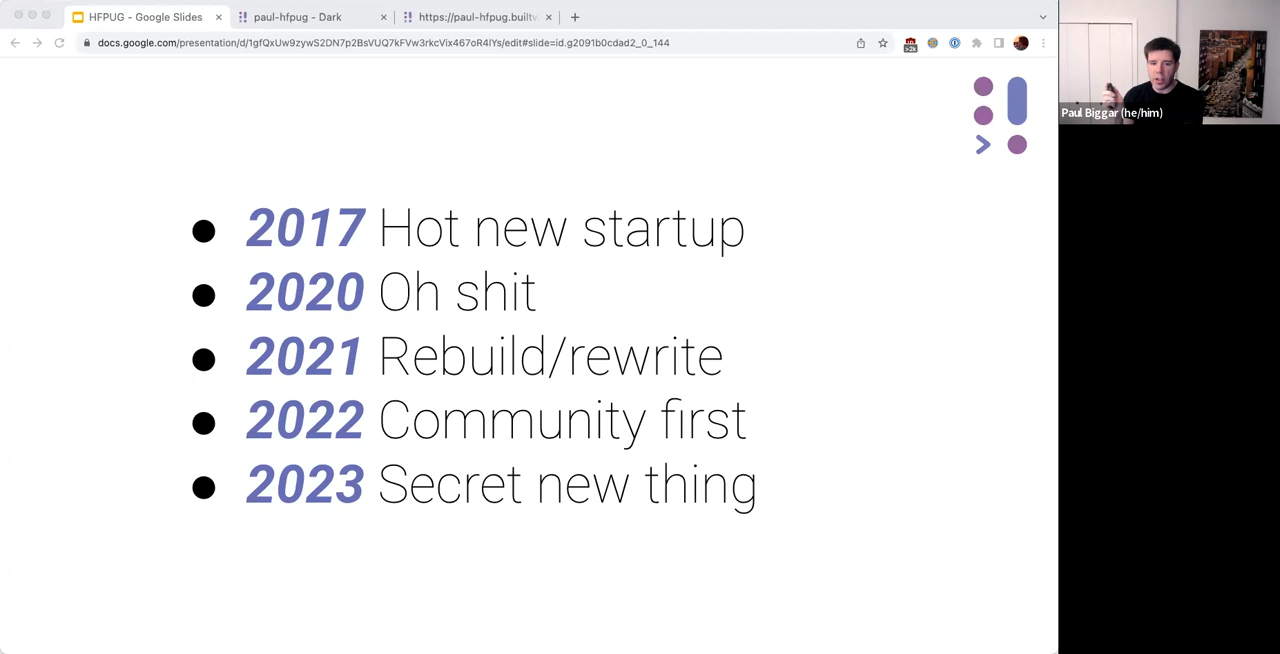 HFPUG - Google Slides
paul-hfpug - Dark
https://paul-hfpug.builtw
docs.google.com/presentation/d/1gfQxUw9zywS2DN7p2BsVUQ7kFVw3rkcVix467oR4lYs/edit#slide=id.g2091b0cdad2_0_144
>2k
Paul Biggar (he/him)
● 2017 Hot new startup
● 2020 Oh shit
● 2021 Rebuild/rewrite
● 2022 Community first
● 2023 Secret new thing